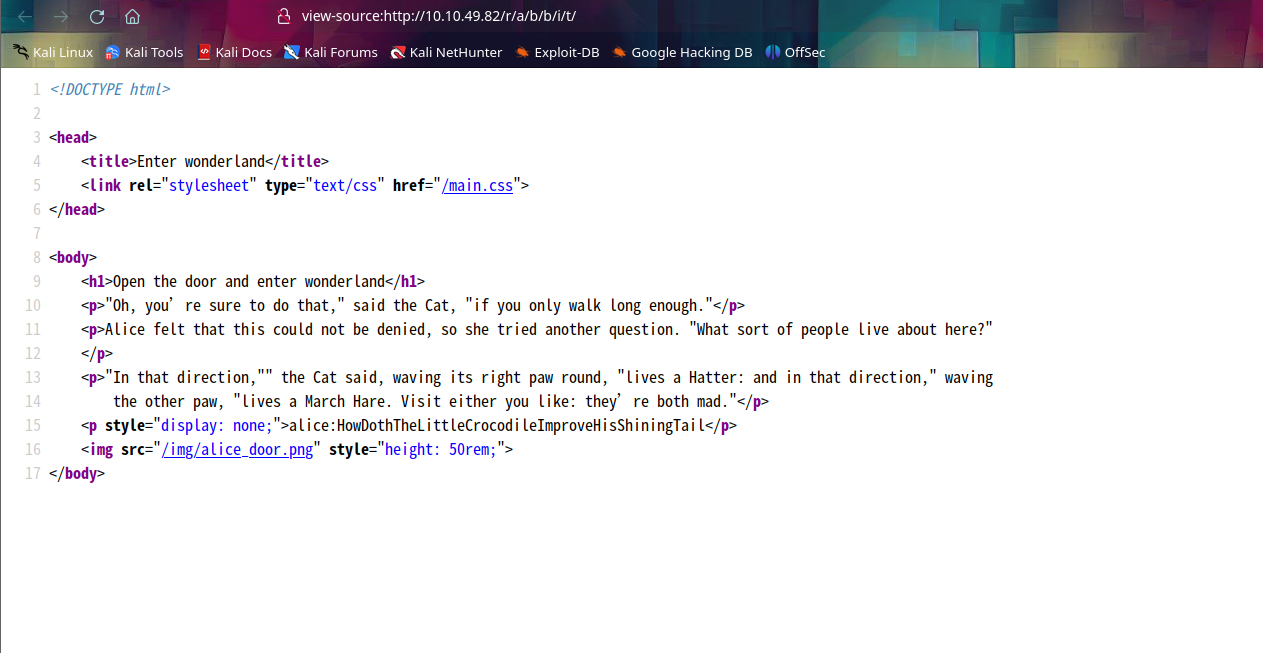 view-source:http://10.10.49.82/r/a/b/b/i/t/
Kali Linux Kali Tools Kali Docs Kali Forums Kali NetHunter Exploit-DB Google Hacking DB OffSec
1 <!DOCTYPE html>
2
3 <head>
4 <title>Enter wonderland</title>
5 <link rel="stylesheet" type="text/css" href="/main.css">
6 </head>
7
8 <body>
9 <h1>Open the door and enter wonderland</h1>
10 <p>"Oh, you’re sure to do that," said the Cat, "if you only walk long enough."</p>
11 <p>Alice felt that this could not be denied, so she tried another question. "What sort of people live about here?"
12 </p>
13 <p>"In that direction,"" the Cat said, waving its right paw round, "lives a Hatter: and in that direction," waving
14 the other paw, "lives a March Hare. Visit either you like: they’re both mad."</p>
15 <p style="display: none;">alice:HowDothTheLittleCrocodileImproveHisShiningTail</p>
16 <img src="/img/alice_door.png" style="height: 50rem;">
17 </body>